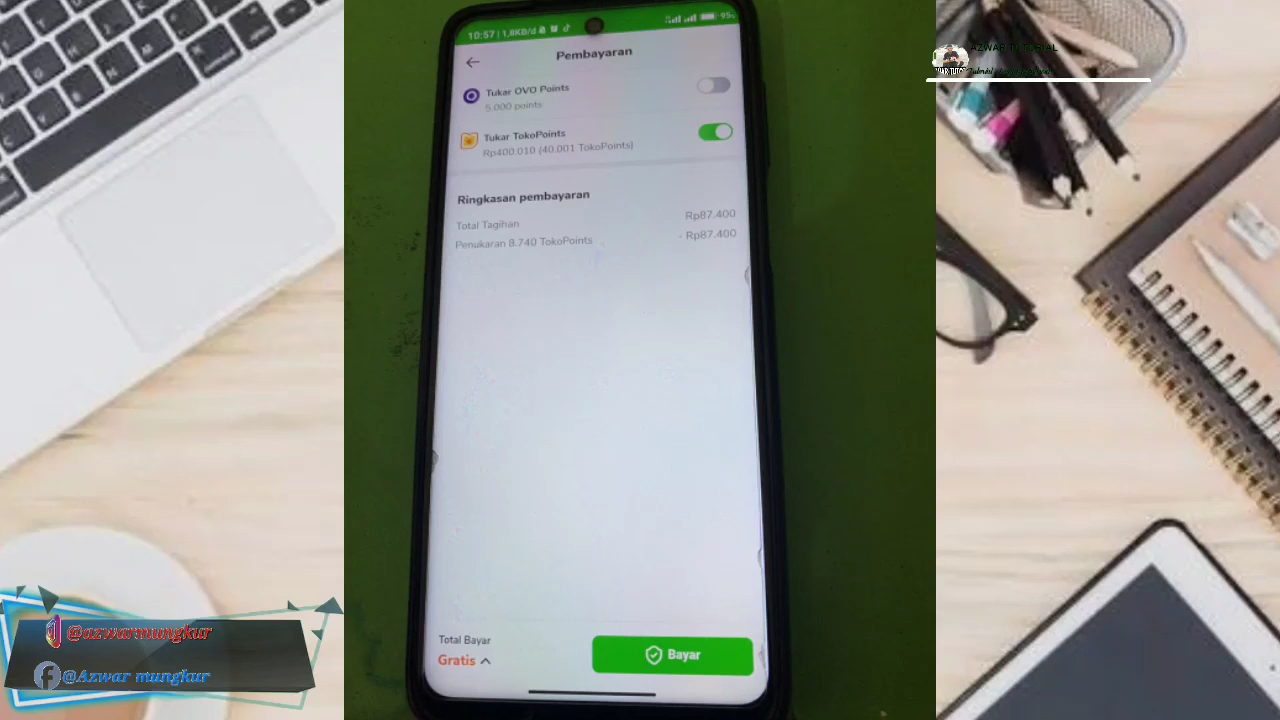 10:57 | 1,8KB/d
95%
Pembayaran
Tukar OVO Points
5.000 points
Tukar TokoPoints
Rp400.010 (40.001 TokoPoints)
Ringkasan pembayaran
Total Tagihan Rp87.400
Penukaran 8.740 TokoPoints - Rp87.400
Total Bayar
Gratis
Bayar
AZWAR TUTORIAL
@azwarmungkur
@Azwar mungkur